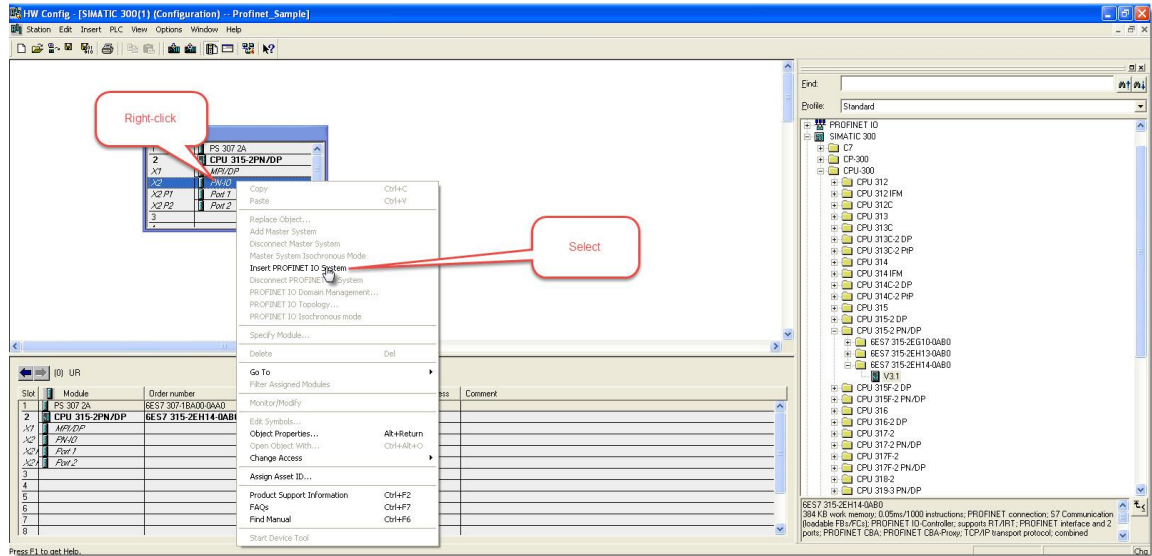 HW Config - [SIMATIC 300(1) (Configuration) -- Profinet_Sample]
Station Edit Insert PLC View Options Window Help
Right-click
1 PS 307 2A
2 CPU 315-2PN/DP
X1 MPI/DP
X2 PN-IO
X2 P1 Port 1
X2 P2 Port 2
3
Copy Ctrl+C
Paste Ctrl+V
Replace Object...
Add Master System
Disconnect Master System
Master System Isochronous Mode
Insert PROFINET IO System
Disconnect PROFINET IO System
PROFINET IO Domain Management...
PROFINET IO Topology...
PROFINET IO Isochronous mode
Specify Module...
Delete Del
Go To
Filter Assigned Modules
Monitor/Modify
Edit Symbols...
Object Properties... Alt+Return
Open Object With... Ctrl+Alt+O
Change Access
Assign Asset ID...
Product Support Information Ctrl+F2
FAQs Ctrl+F7
Find Manual Ctrl+F6
Start Device Tool
Select
(0) UR
Slot Module Order number Comment
1 PS 307 2A 6ES7 307-1BA00-0AA0
2 CPU 315-2PN/DP 6ES7 315-2EH14-0AB0
X1 MPI/DP
X2 PN-IO
X2 Port 1
X2 Port 2
3
4
5
6
7
8
Find:
Profile: Standard
PROFINET IO
SIMATIC 300
C7
CP-300
CPU-300
CPU 312
CPU 312 IFM
CPU 312C
CPU 313
CPU 313C
CPU 313C-2 DP
CPU 313C-2 PtP
CPU 314
CPU 314 IFM
CPU 314C-2 DP
CPU 314C-2 PtP
CPU 315
CPU 315-2 DP
CPU 315-2 PN/DP
6ES7 315-2EG10-0AB0
6ES7 315-2EH13-0AB0
6ES7 315-2EH14-0AB0
V3.1
CPU 315F-2 DP
CPU 315F-2 PN/DP
CPU 316
CPU 316-2 DP
CPU 317-2
CPU 317-2 PN/DP
CPU 317F-2
CPU 317F-2 PN/DP
CPU 318-2
CPU 319-3 PN/DP
6ES7 315-2EH14-0AB0
384 KB work memory; 0.05ms/1000 instructions; PROFINET connection; S7 Communication
(loadable FBs/FCs); PROFINET IO-Controller; supports RT/IRT; PROFINET interface and 2
ports; PROFINET CBA; PROFINET CBA-Proxy; TCP/IP transport protocol; combined
Press F1 to get Help.
Chg